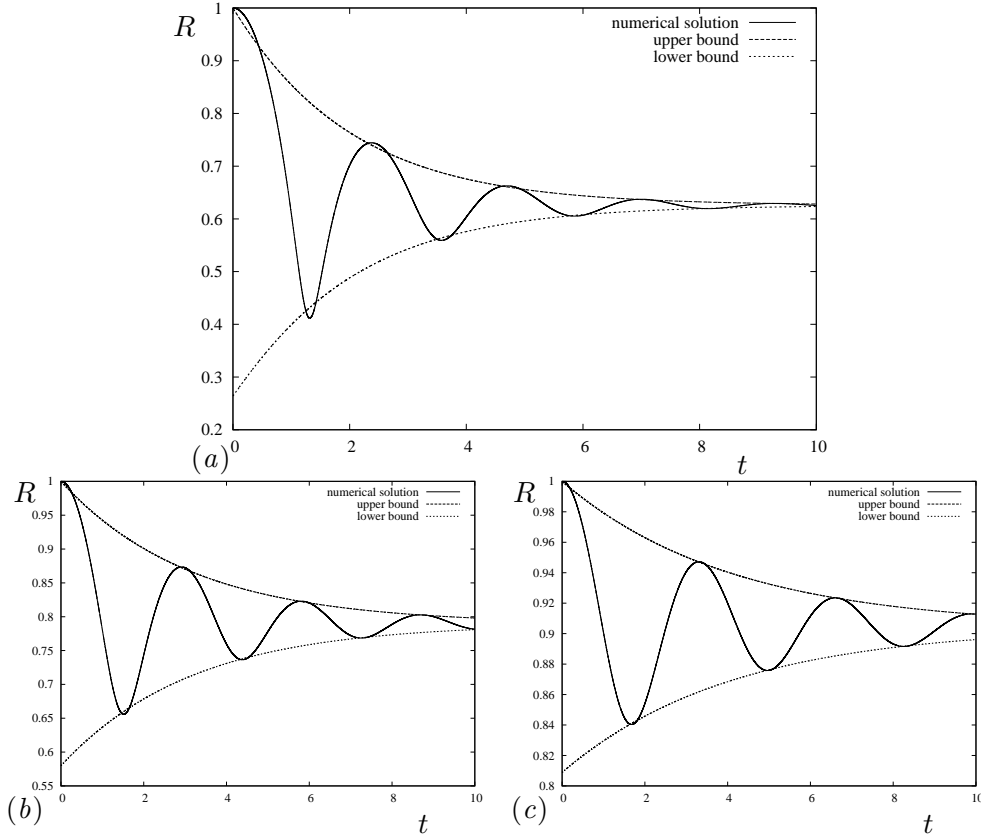 R
1
0.9
0.8
0.7
0.6
0.5
0.4
0.3
0.2
numerical solution
upper bound
lower bound
0 2 4 6 8 10
(a)
t
R
1
0.95
0.9
0.85
0.8
0.75
0.7
0.65
0.6
0.55
numerical solution
upper bound
lower bound
0 2 4 6 8 10
(b)
t
R
1
0.98
0.96
0.94
0.92
0.9
0.88
0.86
0.84
0.82
0.8
numerical solution
upper bound
lower bound
0 2 4 6 8 10
(c)
t